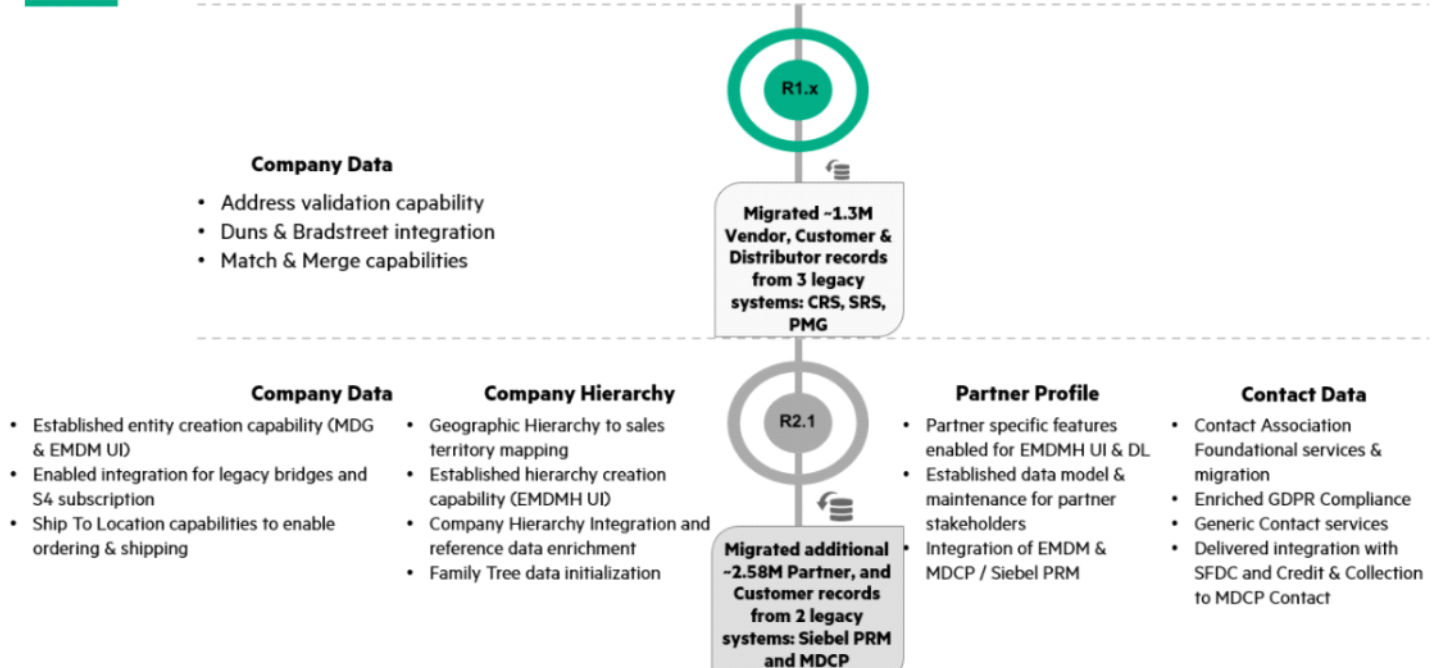 R1.x
Company Data
• Address validation capability
• Duns & Bradstreet integration
• Match & Merge capabilities
Migrated ~1.3M
Vendor, Customer &
Distributor records
from 3 legacy
systems: CRS, SRS,
PMG
R2.1
Company Data
• Established entity creation capability (MDG
& EMDM UI)
• Enabled integration for legacy bridges and
S4 subscription
• Ship To Location capabilities to enable
ordering & shipping
Company Hierarchy
• Geographic Hierarchy to sales
territory mapping
• Established hierarchy creation
capability (EMDMH UI)
• Company Hierarchy Integration and
reference data enrichment
• Family Tree data initialization
Migrated additional
~2.58M Partner, and
Customer records
from 2 legacy
systems: Siebel PRM
and MDCP
Partner Profile
• Partner specific features
enabled for EMDMH UI & DL
• Established data model &
maintenance for partner
stakeholders
• Integration of EMDM &
MDCP / Siebel PRM
Contact Data
• Contact Association
Foundational services &
migration
• Enriched GDPR Compliance
• Generic Contact services
• Delivered integration with
SFDC and Credit & Collection
to MDCP Contact